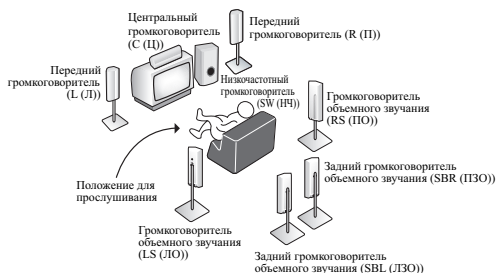 Центральный
громкоговоритель
(C (Ц))
Передний
громкоговоритель (R (П))
Передний
громкоговоритель
(L (Л))
Низкочастотный
громкоговоритель
(SW (НЧ))
Громкоговоритель
объемного звучания
(RS (ПО))
Задний громкоговоритель
объемного звучания (SBR (ПЗО))
Положение для
прослушивания
Громкоговоритель
объемного звучания
(LS (ЛО))
Задний громкоговоритель
объемного звучания (SBL (ЛЗО))